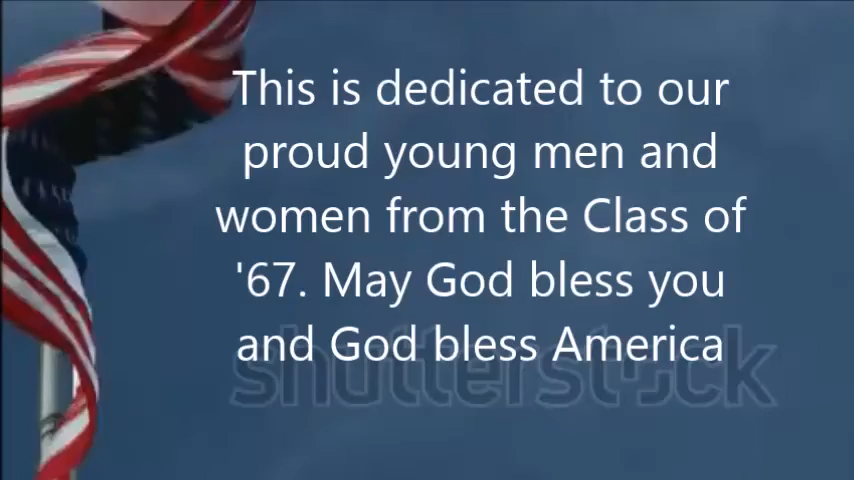 This is dedicated to our
proud young men and
women from the Class of
'67. May God bless you
and God bless America
shutterstock